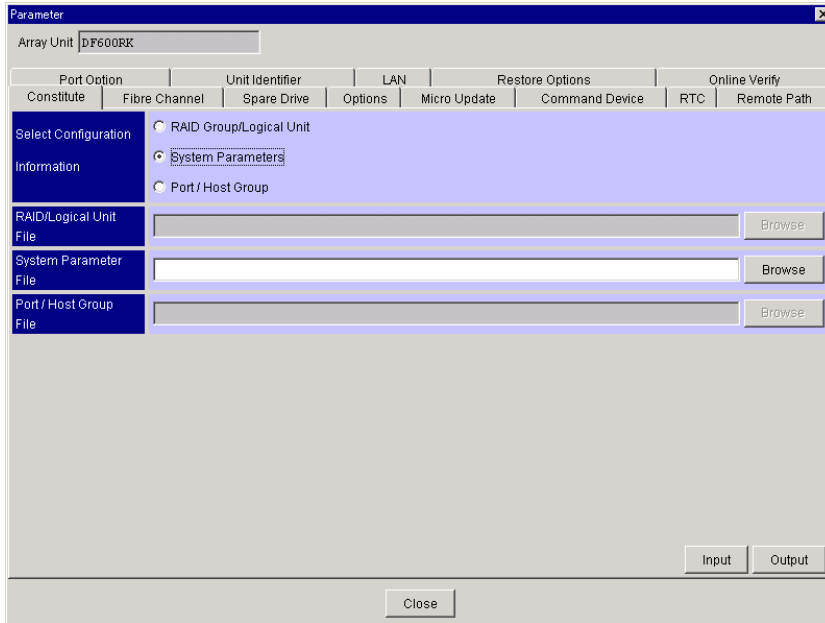 Parameter
Array Unit DF600RK
Port Option Unit Identifier LAN Restore Options Online Verify
Constitute Fibre Channel Spare Drive Options Micro Update Command Device RTC Remote Path
Select Configuration
Information
RAID Group/Logical Unit
System Parameters
Port / Host Group
RAID/Logical Unit
File
Browse
System Parameter
File
Browse
Port / Host Group
File
Browse
Input Output
Close